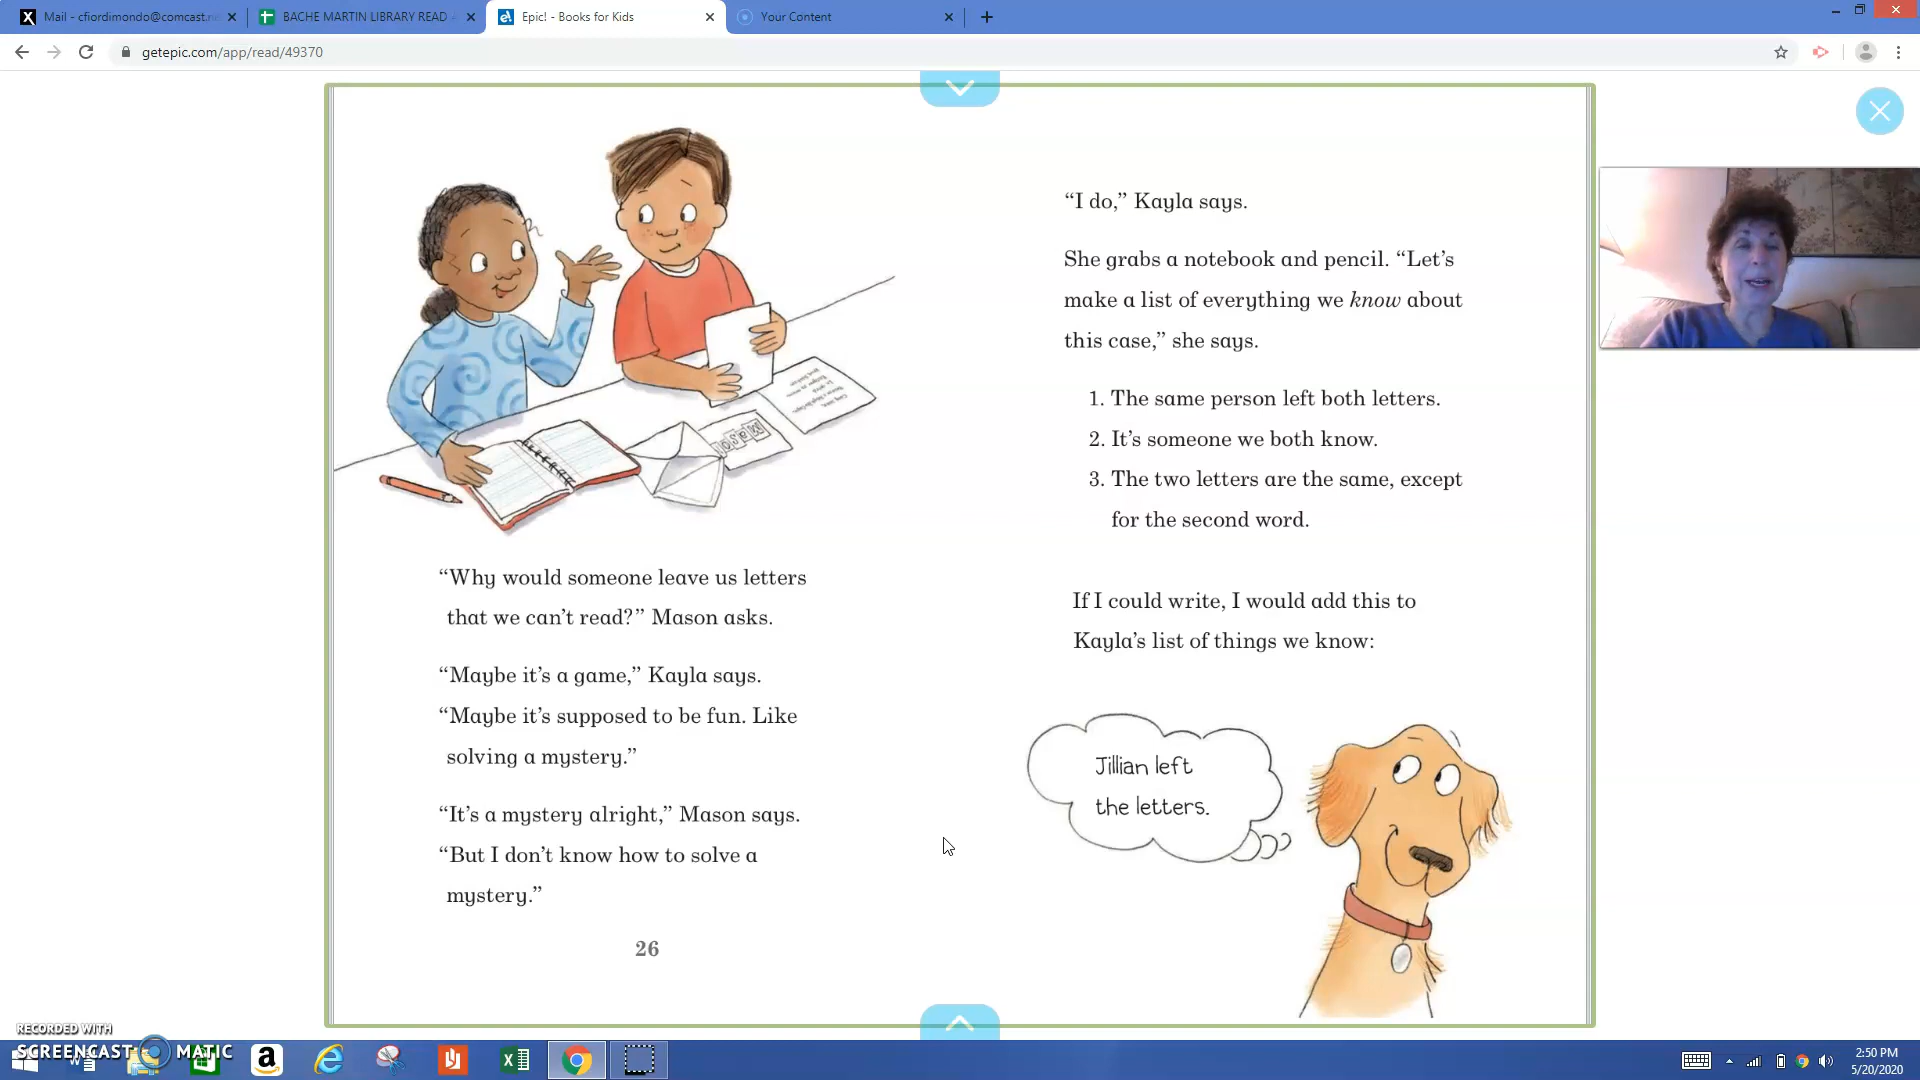 Mail - cfiordimondo@comcast.ne
BACHE MARTIN LIBRARY READ
Epic! - Books for Kids
Your Content
getepic.com/app/read/49370
“Why would someone leave us letters
that we can’t read?” Mason asks.
“Maybe it’s a game,” Kayla says.
“Maybe it’s supposed to be fun. Like
solving a mystery.”
“It’s a mystery alright,” Mason says.
“But I don’t know how to solve a
mystery.”
26
“I do,” Kayla says.
She grabs a notebook and pencil. “Let’s
make a list of everything we know about
this case,” she says.
1. The same person left both letters.
2. It’s someone we both know.
3. The two letters are the same, except
for the second word.
If I could write, I would add this to
Kayla’s list of things we know:
Jillian left
the letters.
RECORDED WITH
SCREENCAST MATIC
2:50 PM
5/20/2020